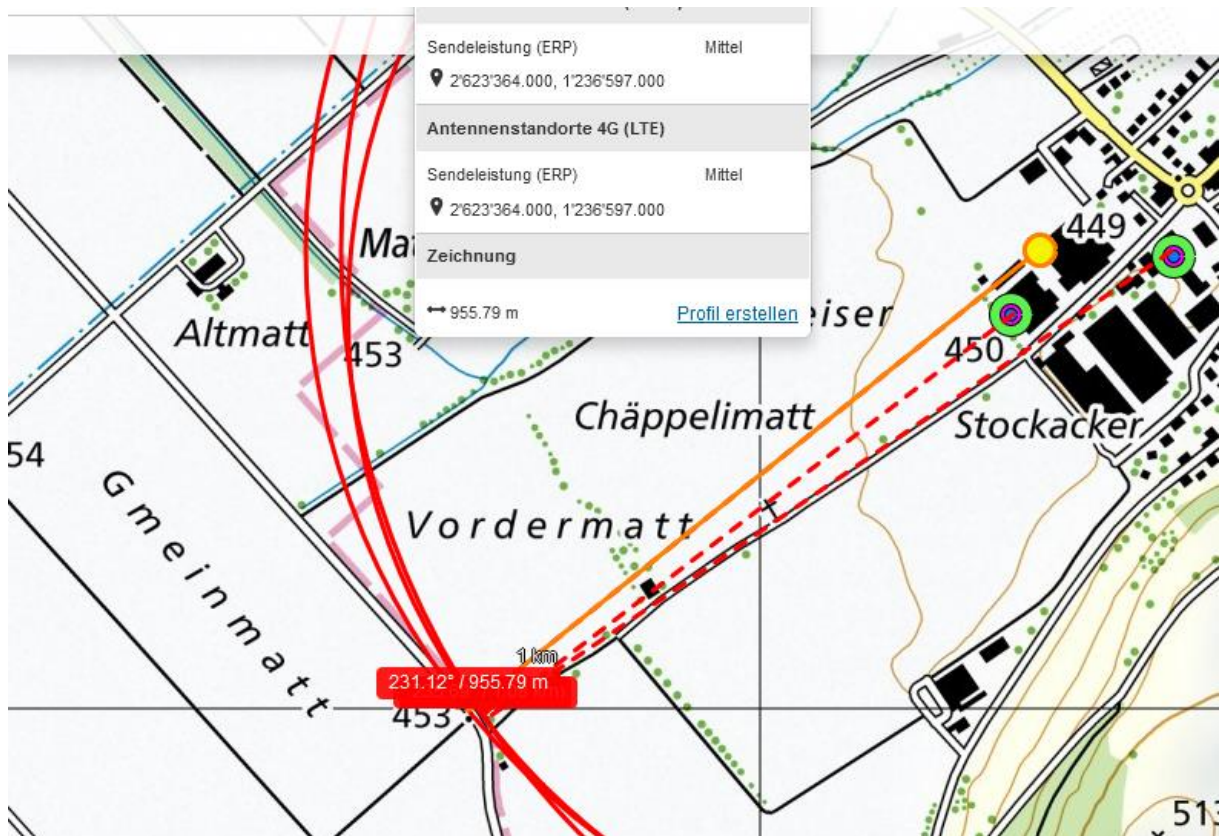 Sendeleistung (ERP) Mittel
2'623'364.000, 1'236'597.000
Antennenstandorte 4G (LTE)
Sendeleistung (ERP) Mittel
2'623'364.000, 1'236'597.000
Zeichnung
955.79 m Profil erstellen
449
Altmatt
453
450
Chäppelimatt
Stockacker
54
Gmeinmatt
Vordermatt
1 km
231.12° / 955.79 m
453